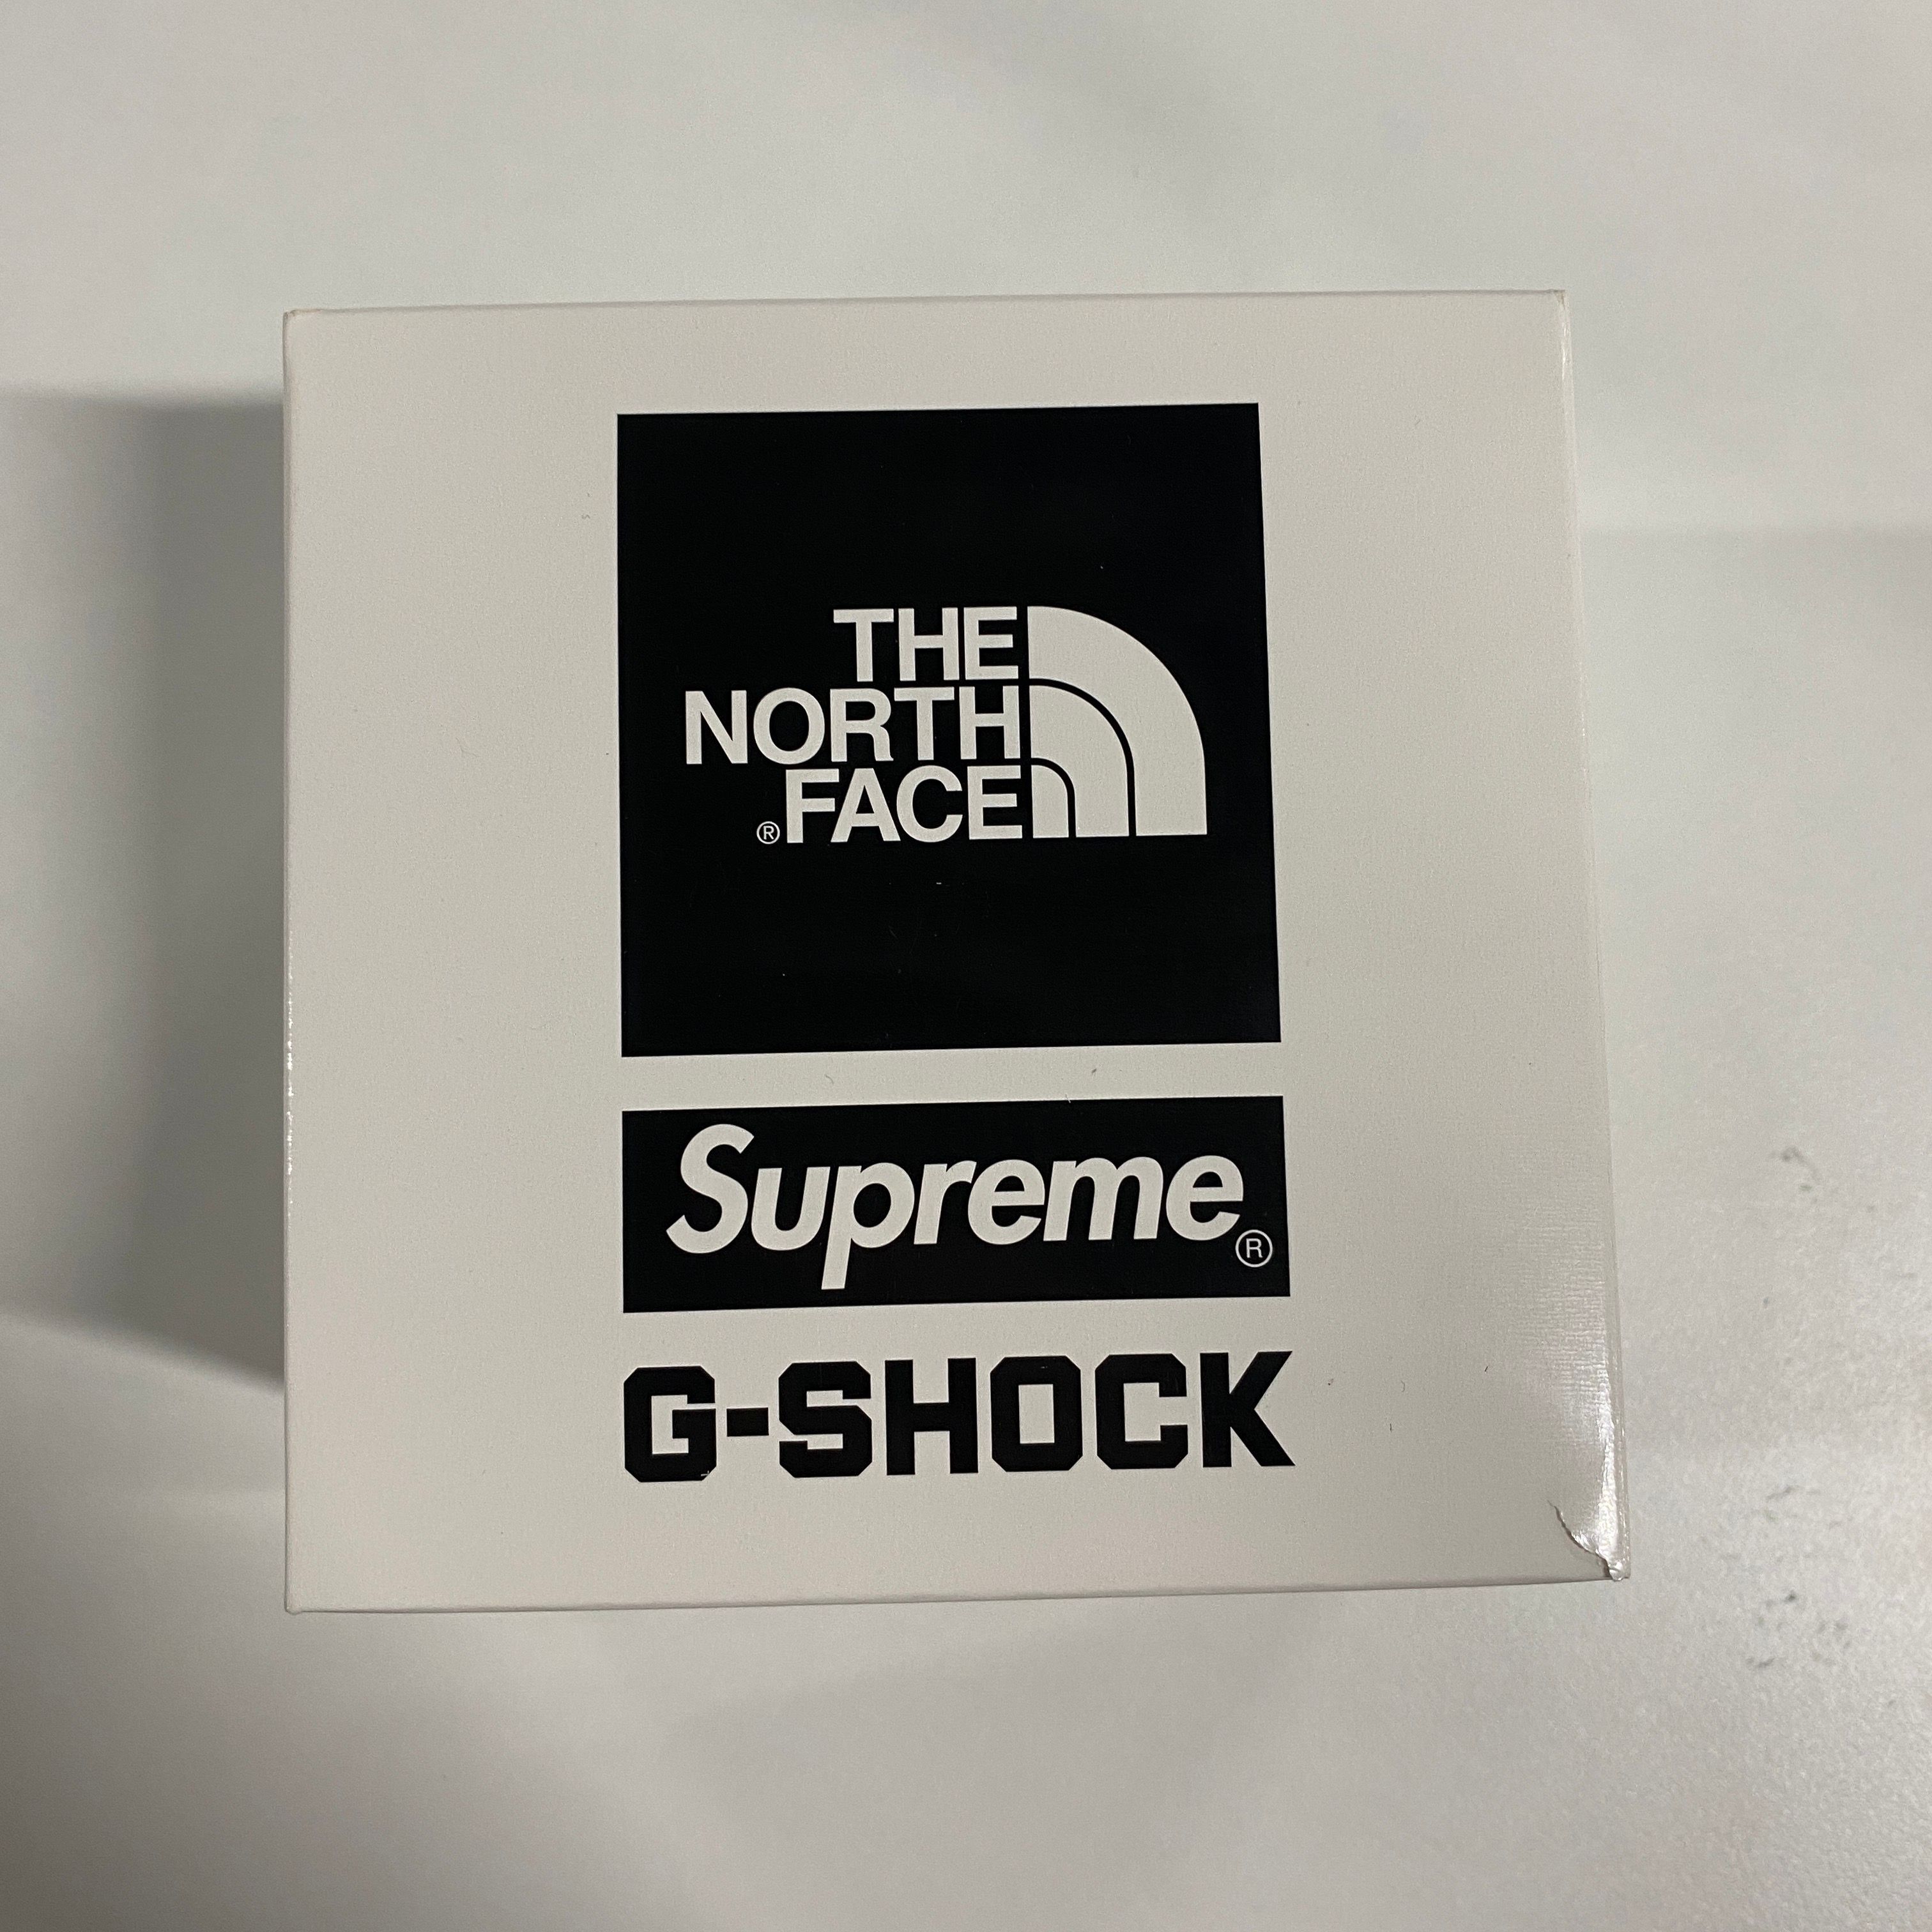 THE
NORTH
®FACE
Supreme®
G-SHOCK